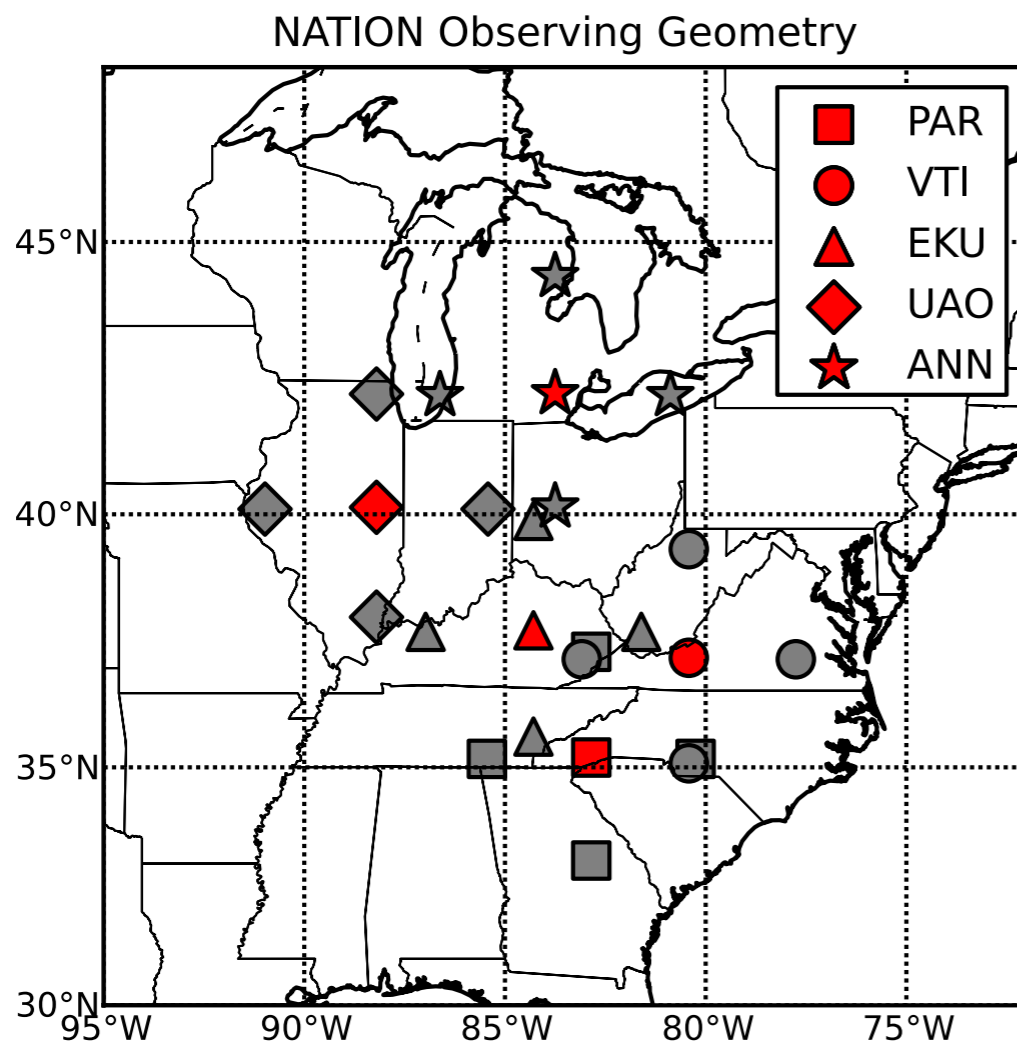 NATION Observing Geometry
PAR
VTI
EKU
UAO
ANN
45°N
40°N
35°N
30°N
95°W 90°W 85°W 80°W 75°W